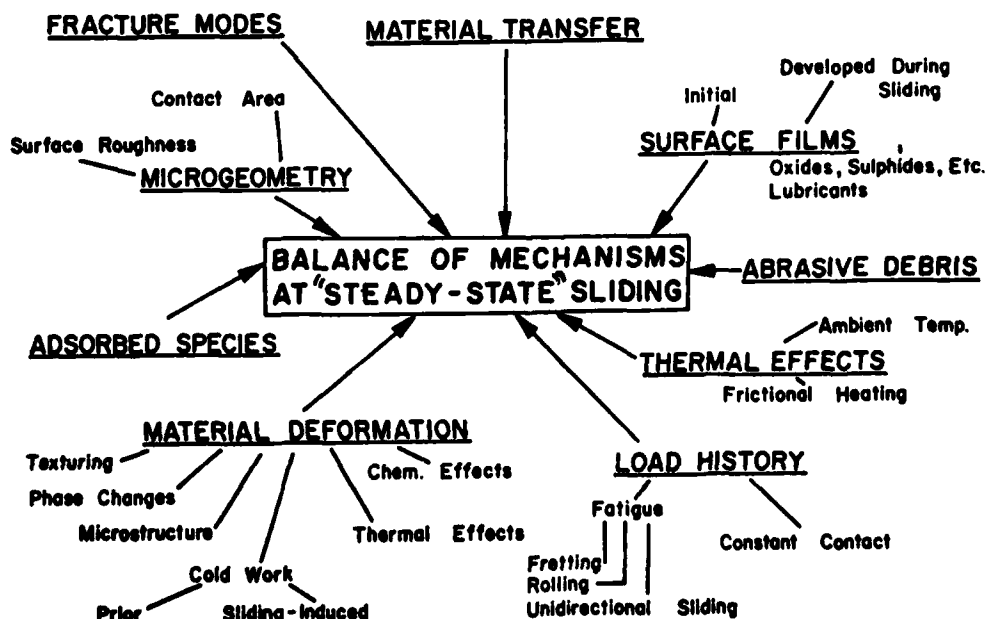 FRACTURE MODES
MATERIAL TRANSFER
Developed During
Sliding
Initial
Contact Area
SURFACE FILMS
Surface Roughness
Oxides, Sulphides, Etc.
Lubricants
MICROGEOMETRY
BALANCE OF MECHANISMS
AT "STEADY-STATE" SLIDING
ABRASIVE DEBRIS
ADSORBED SPECIES
Ambient Temp.
THERMAL EFFECTS
Frictional Heating
MATERIAL DEFORMATION
Texturing
Chem. Effects
Phase Changes
Microstructure
Thermal Effects
Cold Work
Prior
Sliding-Induced
LOAD HISTORY
Fatigue
Constant Contact
Fretting
Rolling
Unidirectional Sliding